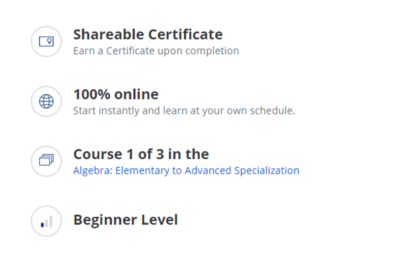 Shareable Certificate
Earn a Certificate upon completion
100% online
Start instantly and learn at your own schedule.
Course 1 of 3 in the
Algebra: Elementary to Advanced Specialization
Beginner Level